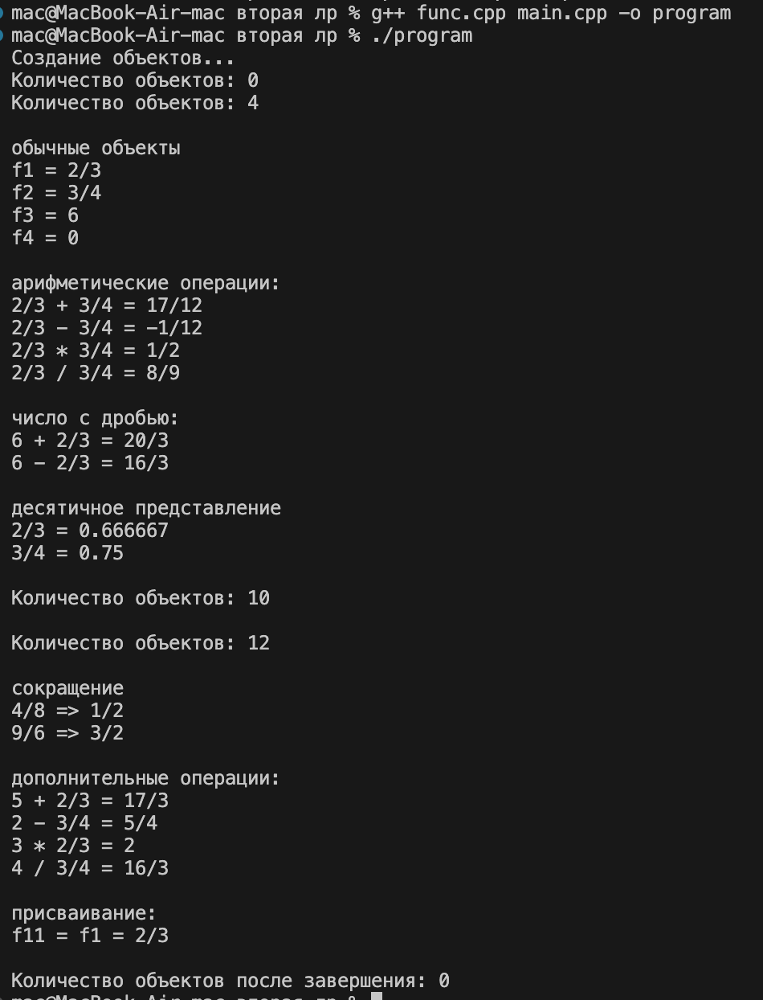 mac@MacBook-Air-mac вторая лр % g++ func.cpp main.cpp -o program
mac@MacBook-Air-mac вторая лр % ./program
Создание объектов...
Количество объектов: 0
Количество объектов: 4
обычные объекты
f1 = 2/3
f2 = 3/4
f3 = 6
f4 = 0
арифметические операции:
2/3 + 3/4 = 17/12
2/3 - 3/4 = -1/12
2/3 * 3/4 = 1/2
2/3 / 3/4 = 8/9
число с дробью:
6 + 2/3 = 20/3
6 - 2/3 = 16/3
десятичное представление
2/3 = 0.666667
3/4 = 0.75
Количество объектов: 10
Количество объектов: 12
сокращение
4/8 => 1/2
9/6 => 3/2
дополнительные операции:
5 + 2/3 = 17/3
2 - 3/4 = 5/4
3 * 2/3 = 2
4 / 3/4 = 16/3
присваивание:
f11 = f1 = 2/3
Количество объектов после завершения: 0
mac@MacBook-Air-mac вторая лр %